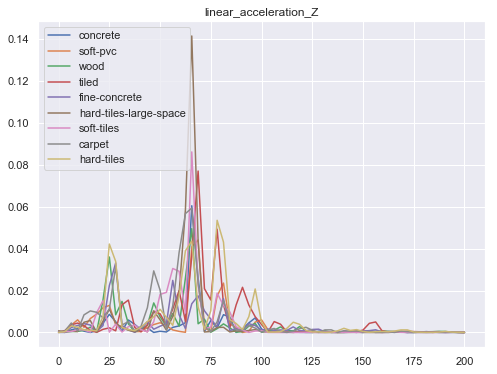 linear_acceleration_Z
0.14
0.12
0.10
0.08
0.06
0.04
0.02
0.00
concrete
soft-pvc
wood
tiled
fine-concrete
hard-tiles-large-space
soft-tiles
carpet
hard-tiles
0 25 50 75 100 125 150 175 200